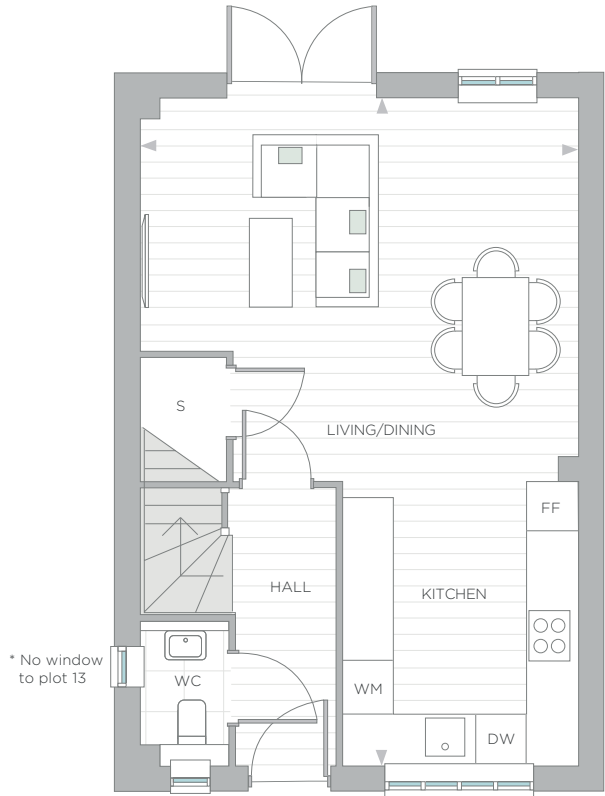 S
LIVING/DINING
FF
HALL
KITCHEN
* No window
to plot 13
WC
WM
DW